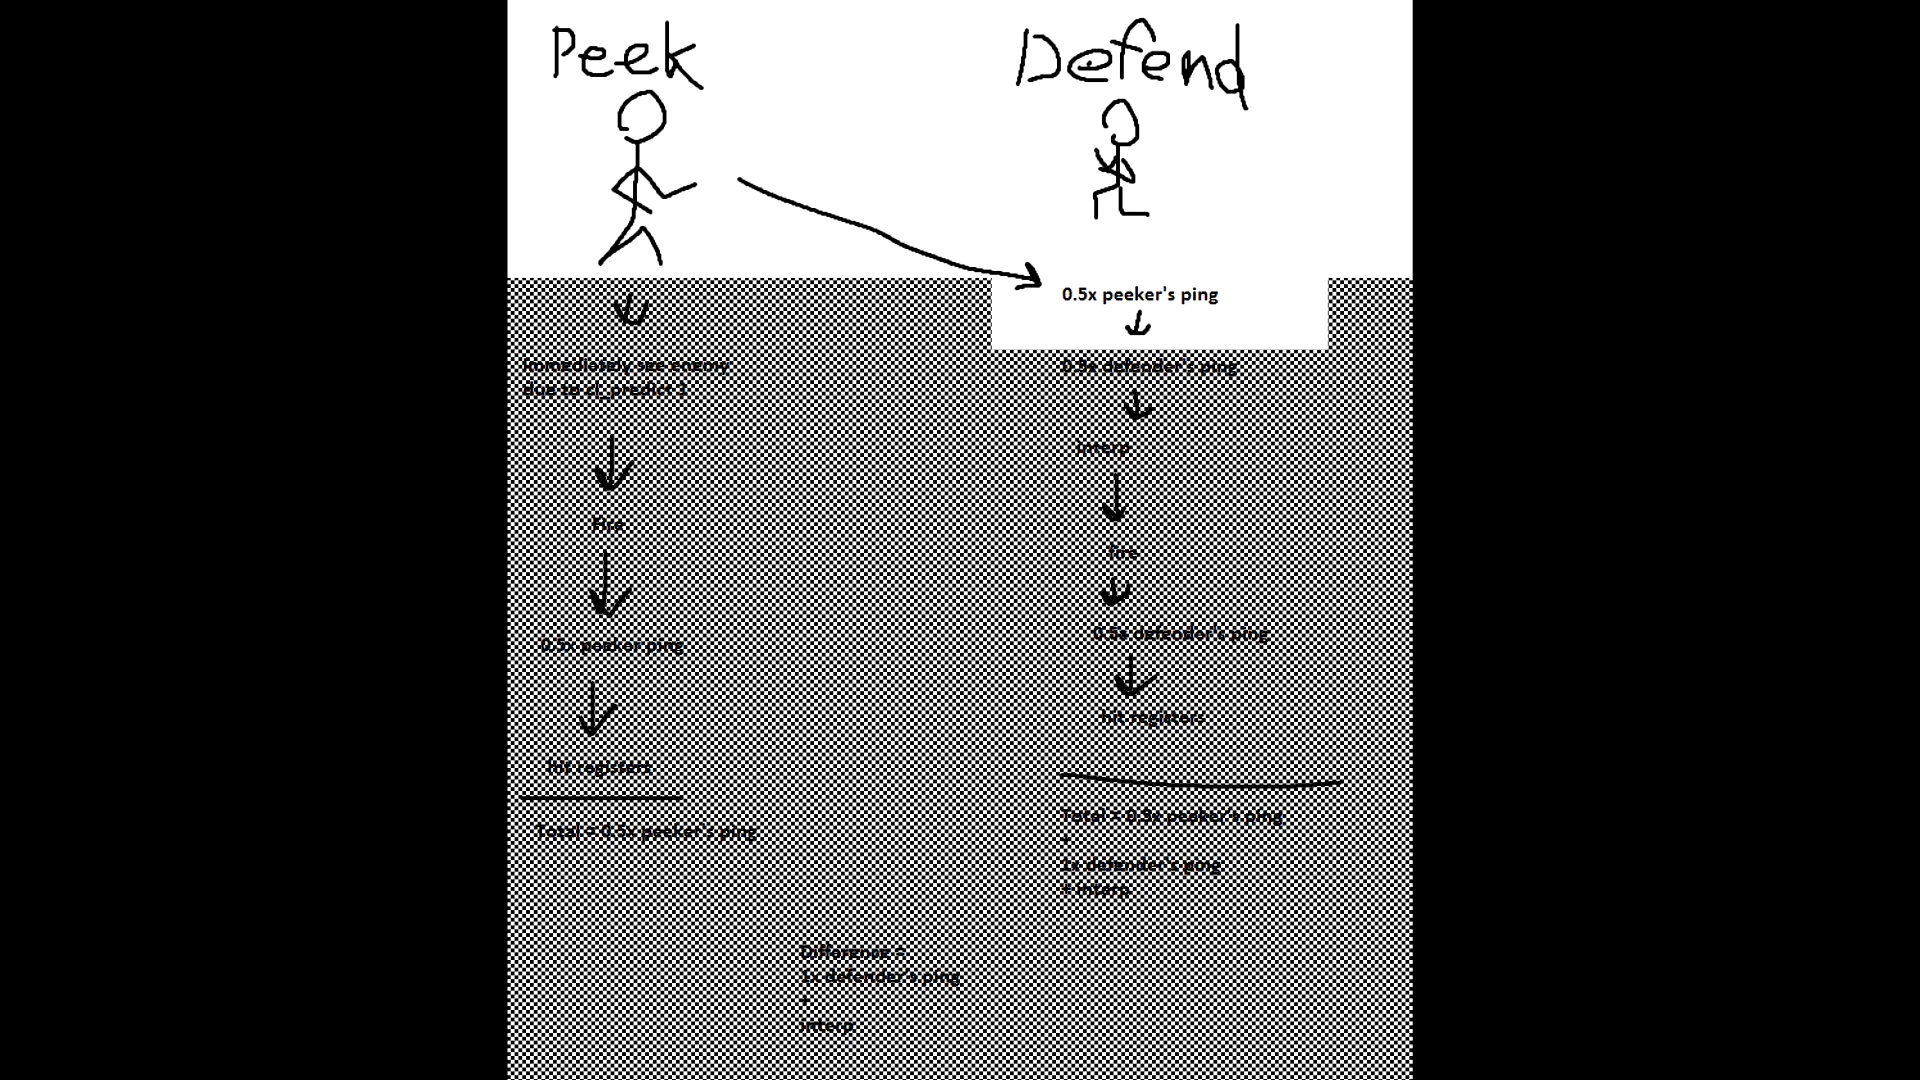 Peek
Defend
0.5x peeker's ping
Immediately see enemy
due to cl_predict 1
Fire
0.5x peeker ping
hit registers
Total = 0.5x peeker's ping
0.5x defender's ping
interp
fire
0.5x defender's ping
hit registers
Total = 0.5x peaker's ping
+
1x defender's ping
+ interp
Difference =
1x defender's ping
+
interp